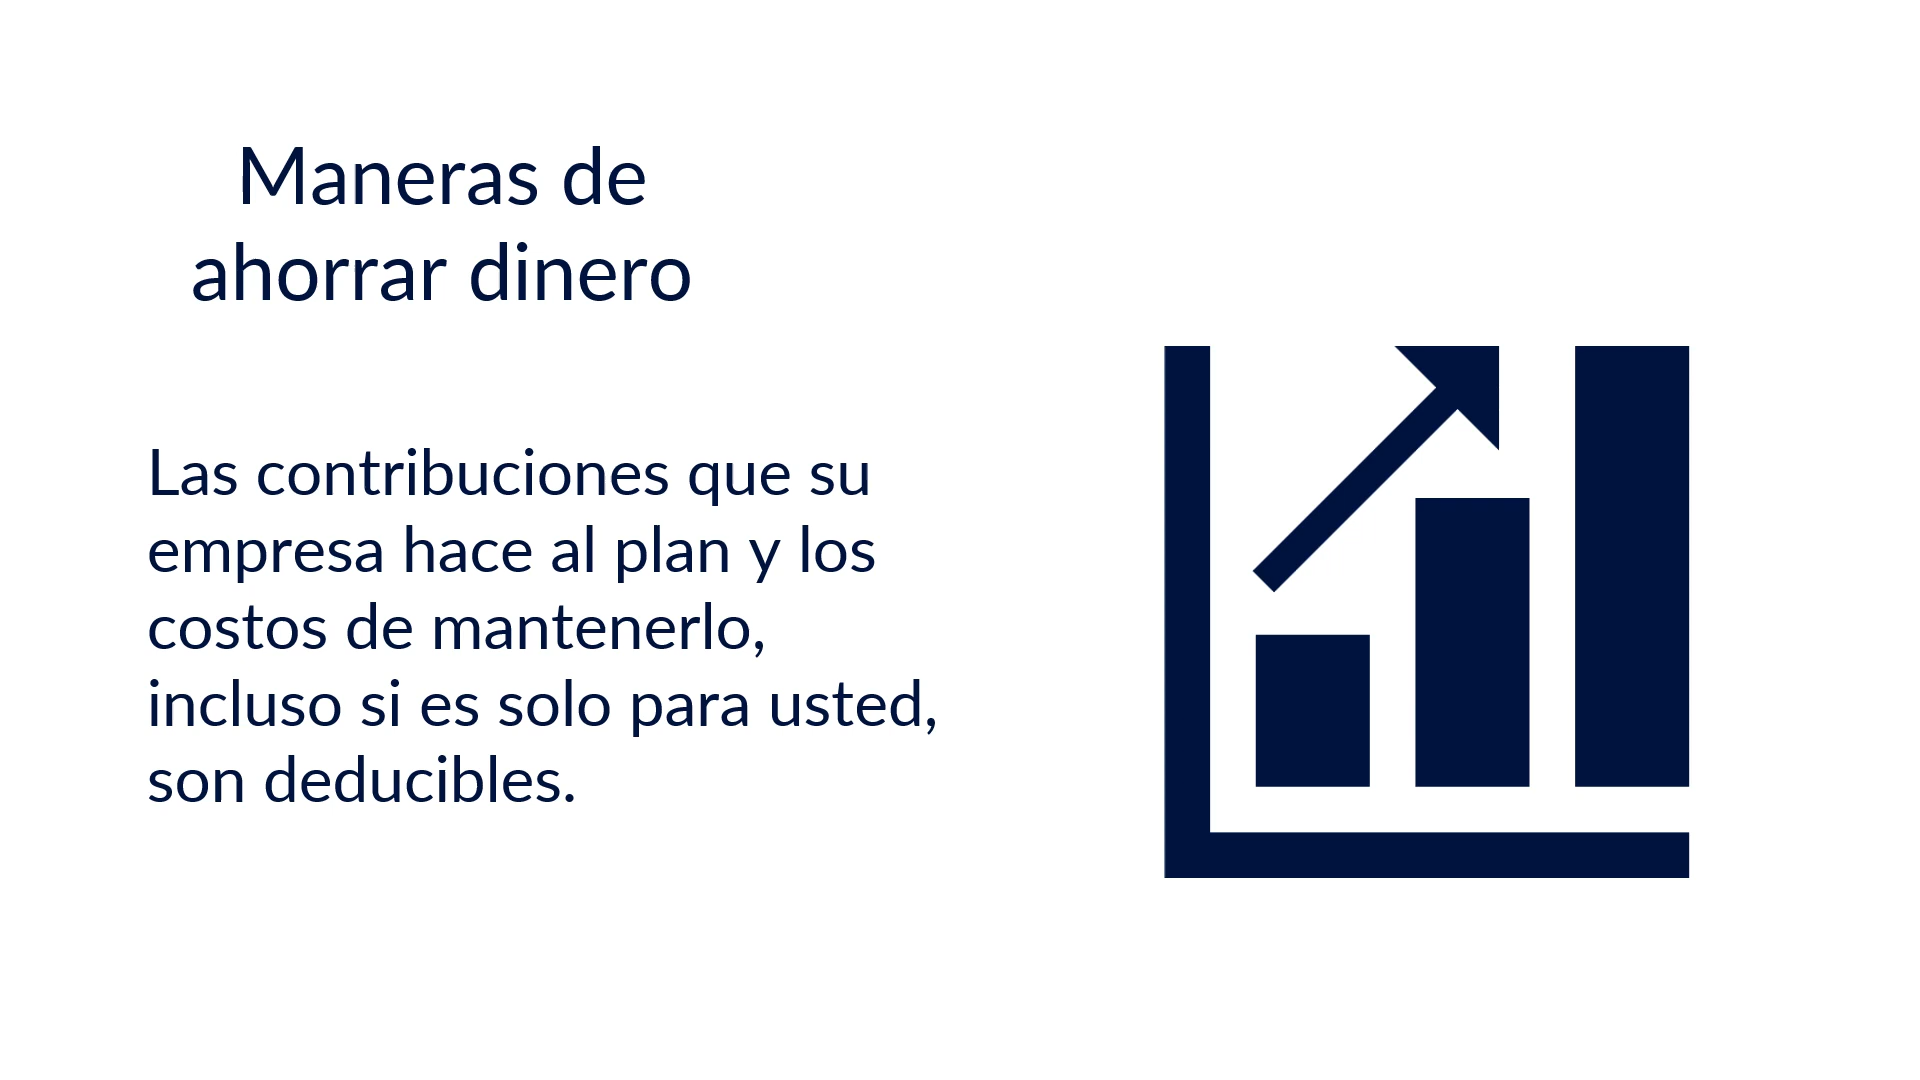 Maneras de
ahorrar dinero
Las contribuciones que su
empresa hace al plan y los
costos de mantenerlo,
incluso si es solo para usted,
son deducibles.